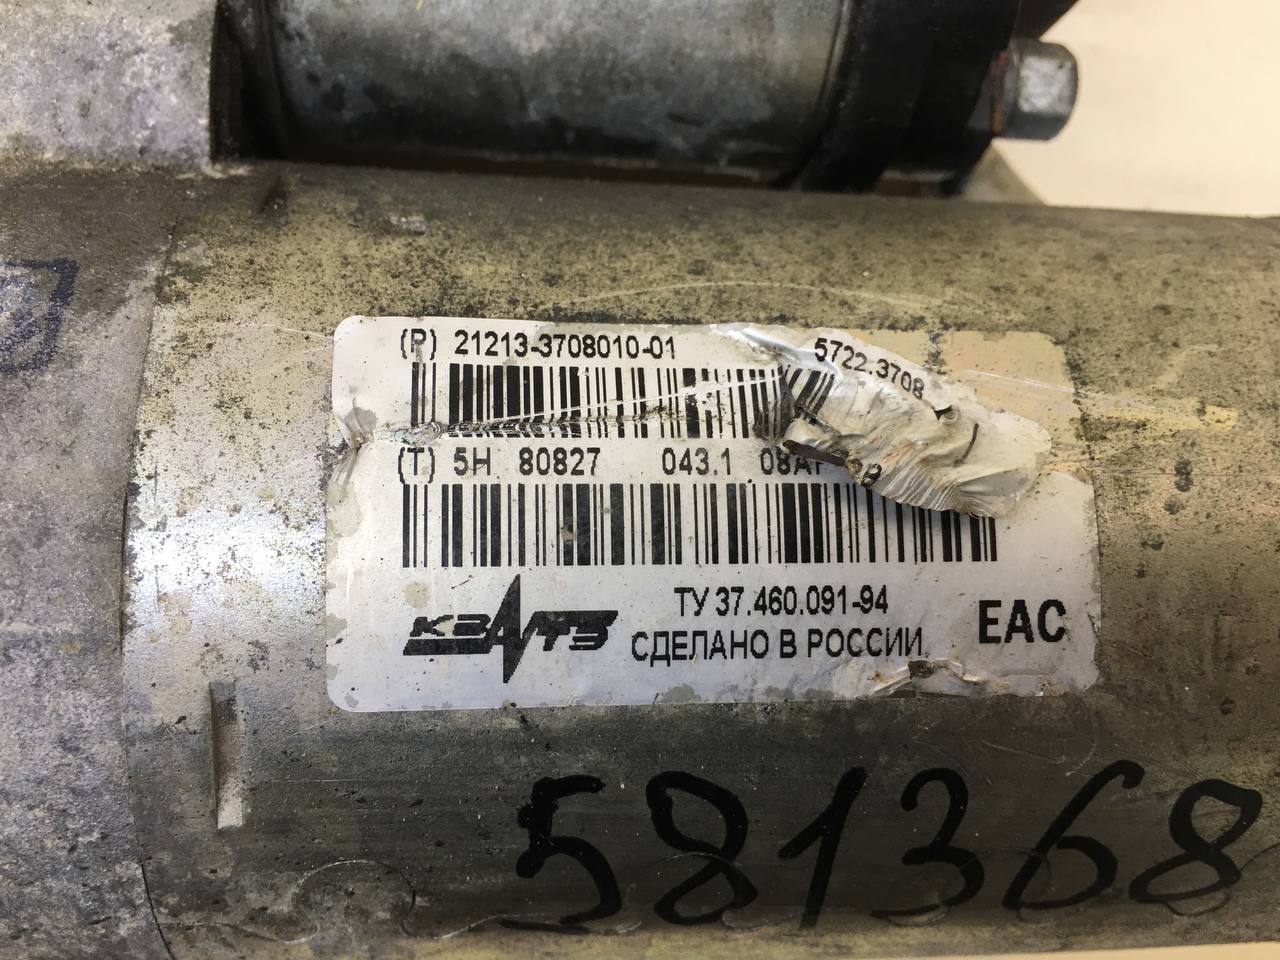 (P) 21213-3708010-01 5722.3708
(T) 5H 80827 043.1
КЗАТЭ
ТУ 37.460.091-94
СДЕЛАНО В РОССИИ
EAC
581368